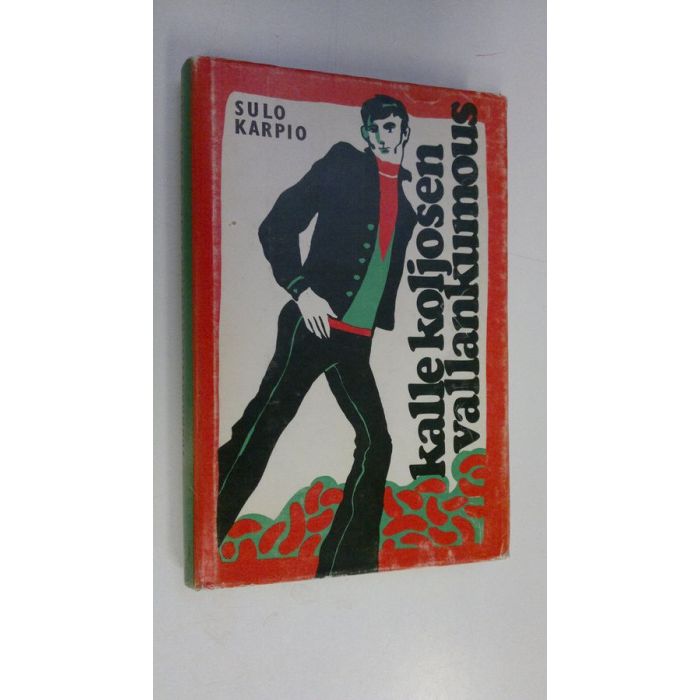 SULO
KARPIO
kalle koljosen
vallankumous